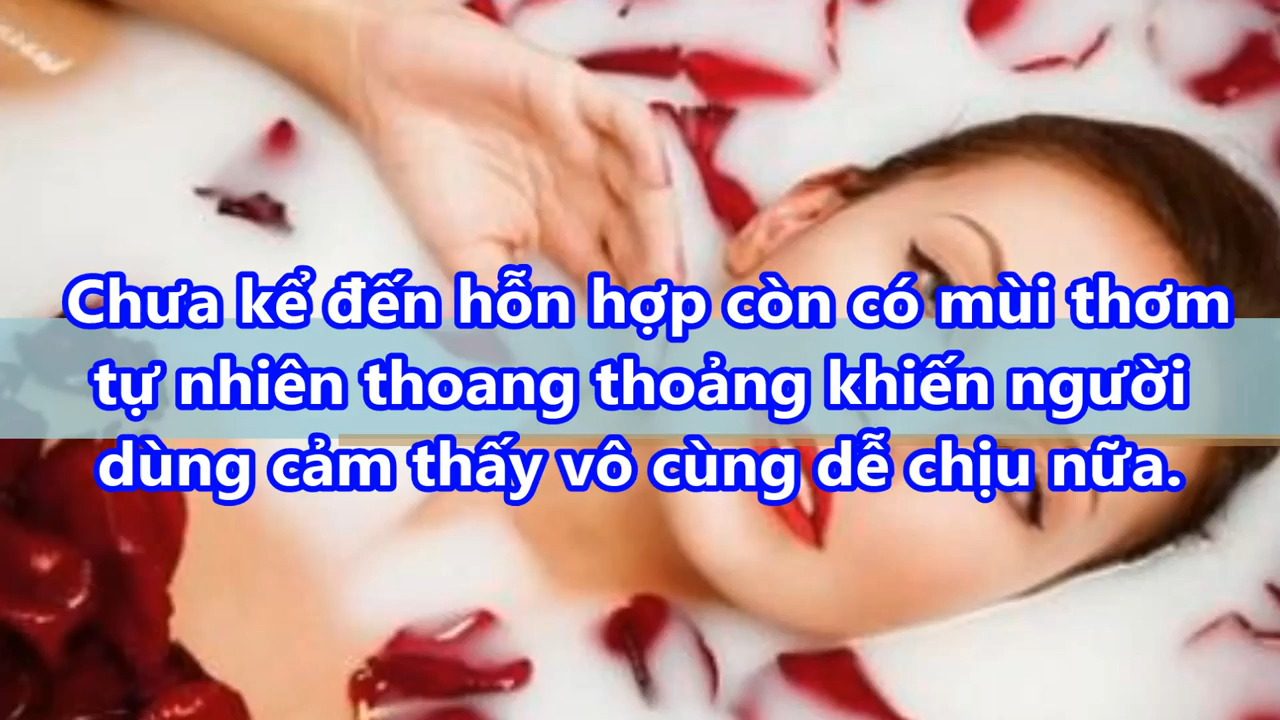 Chưa kể đến hỗn hợp còn có mùi thơm
tự nhiên thoang thoảng khiến người
dùng cảm thấy vô cùng dễ chịu nữa.